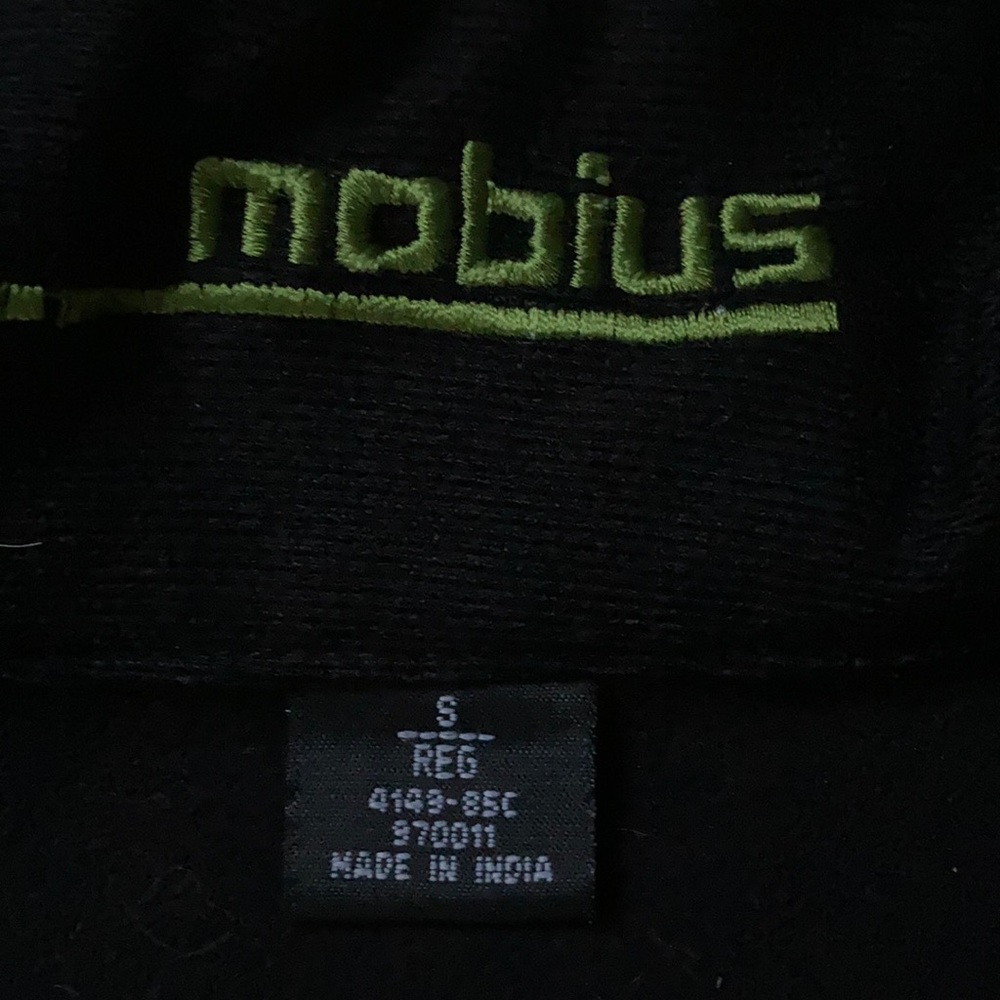 mobius
S
REG
4149-85C
970011
MADE IN INDIA